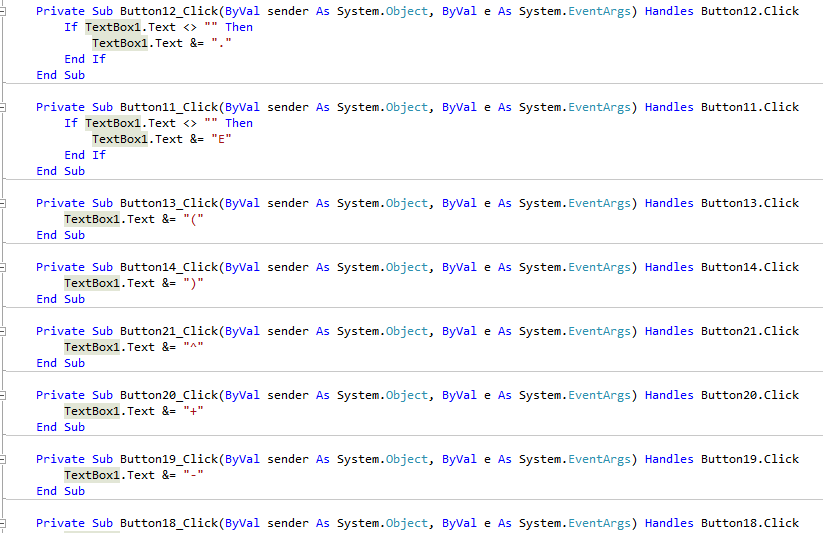 Private Sub Button12_Click(ByVal sender As System.Object, ByVal e As System.EventArgs) Handles Button12.Click
If TextBox1.Text <> "" Then
TextBox1.Text &= "."
End If
End Sub
Private Sub Button11_Click(ByVal sender As System.Object, ByVal e As System.EventArgs) Handles Button11.Click
If TextBox1.Text <> "" Then
TextBox1.Text &= "E"
End If
End Sub
Private Sub Button13_Click(ByVal sender As System.Object, ByVal e As System.EventArgs) Handles Button13.Click
TextBox1.Text &= "("
End Sub
Private Sub Button14_Click(ByVal sender As System.Object, ByVal e As System.EventArgs) Handles Button14.Click
TextBox1.Text &= ")"
End Sub
Private Sub Button21_Click(ByVal sender As System.Object, ByVal e As System.EventArgs) Handles Button21.Click
TextBox1.Text &= "^"
End Sub
Private Sub Button20_Click(ByVal sender As System.Object, ByVal e As System.EventArgs) Handles Button20.Click
TextBox1.Text &= "+"
End Sub
Private Sub Button19_Click(ByVal sender As System.Object, ByVal e As System.EventArgs) Handles Button19.Click
TextBox1.Text &= "-"
End Sub
Private Sub Button18_Click(ByVal sender As System.Object, ByVal e As System.EventArgs) Handles Button18.Click